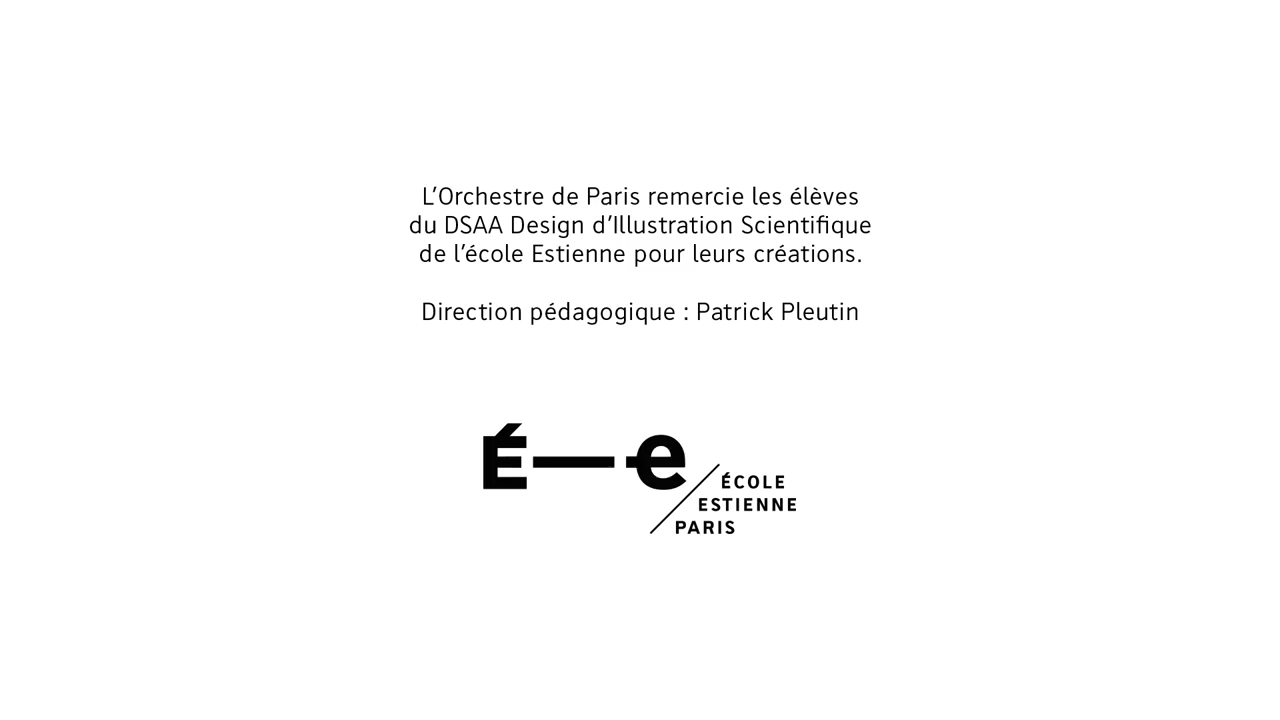 L’Orchestre de Paris remercie les élèves
du DSAA Design d’Illustration Scientifique
de l’école Estienne pour leurs créations.
Direction pédagogique : Patrick Pleutin
É—e
ÉCOLE
ESTIENNE
PARIS